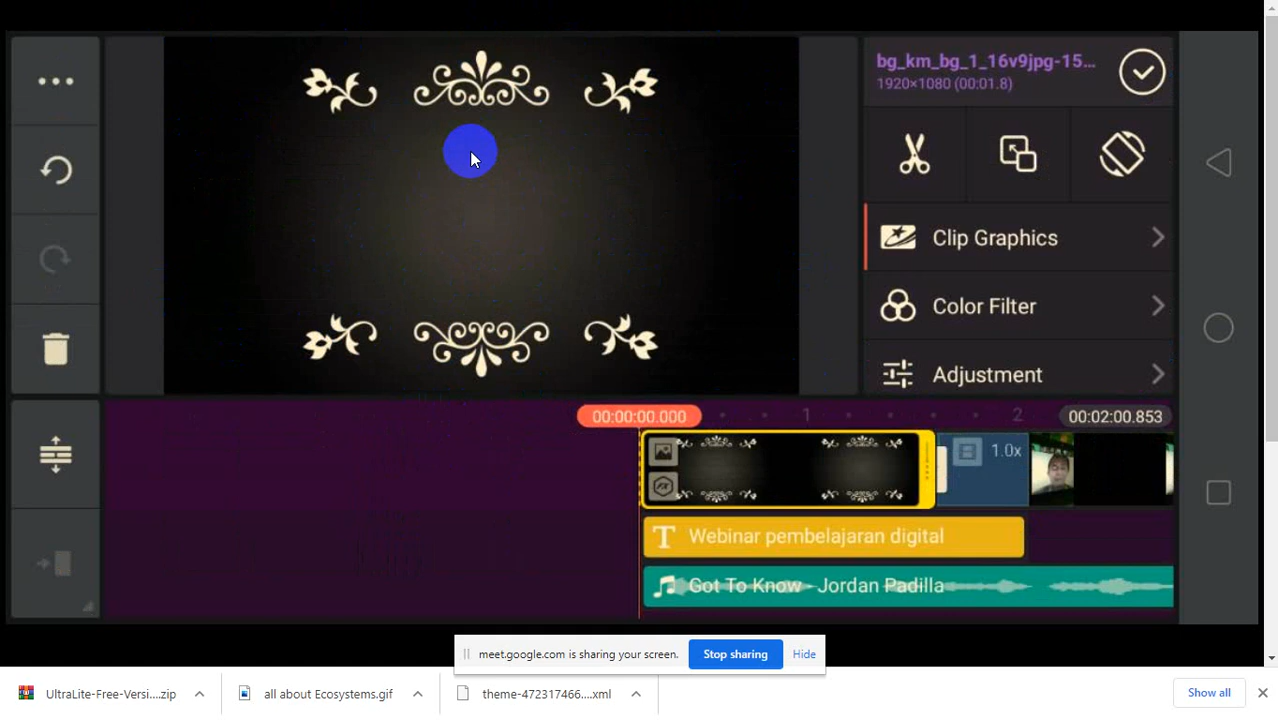 bg_km_bg_1_16v9jpg-15...
1920×1080 (00:01.8)
Clip Graphics
Color Filter
Adjustment
00:00:00.000
1
2
00:02:00.853
1.0x
Webinar pembelajaran digital
Got To Know - Jordan Padilla
meet.google.com is sharing your screen.
Stop sharing
Hide
UltraLite-Free-Versi....zip
all about Ecosystems.gif
theme-472317466....xml
Show all